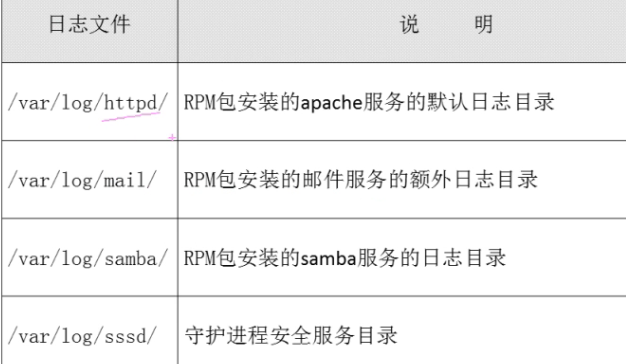 日志文件 说 明
/var/log/httpd/ RPM包安装的apache服务的默认日志目录
/var/log/mail/ RPM包安装的邮件服务的额外日志目录
/var/log/samba/ RPM包安装的samba服务的日志目录
/var/log/sssd/ 守护进程安全服务目录